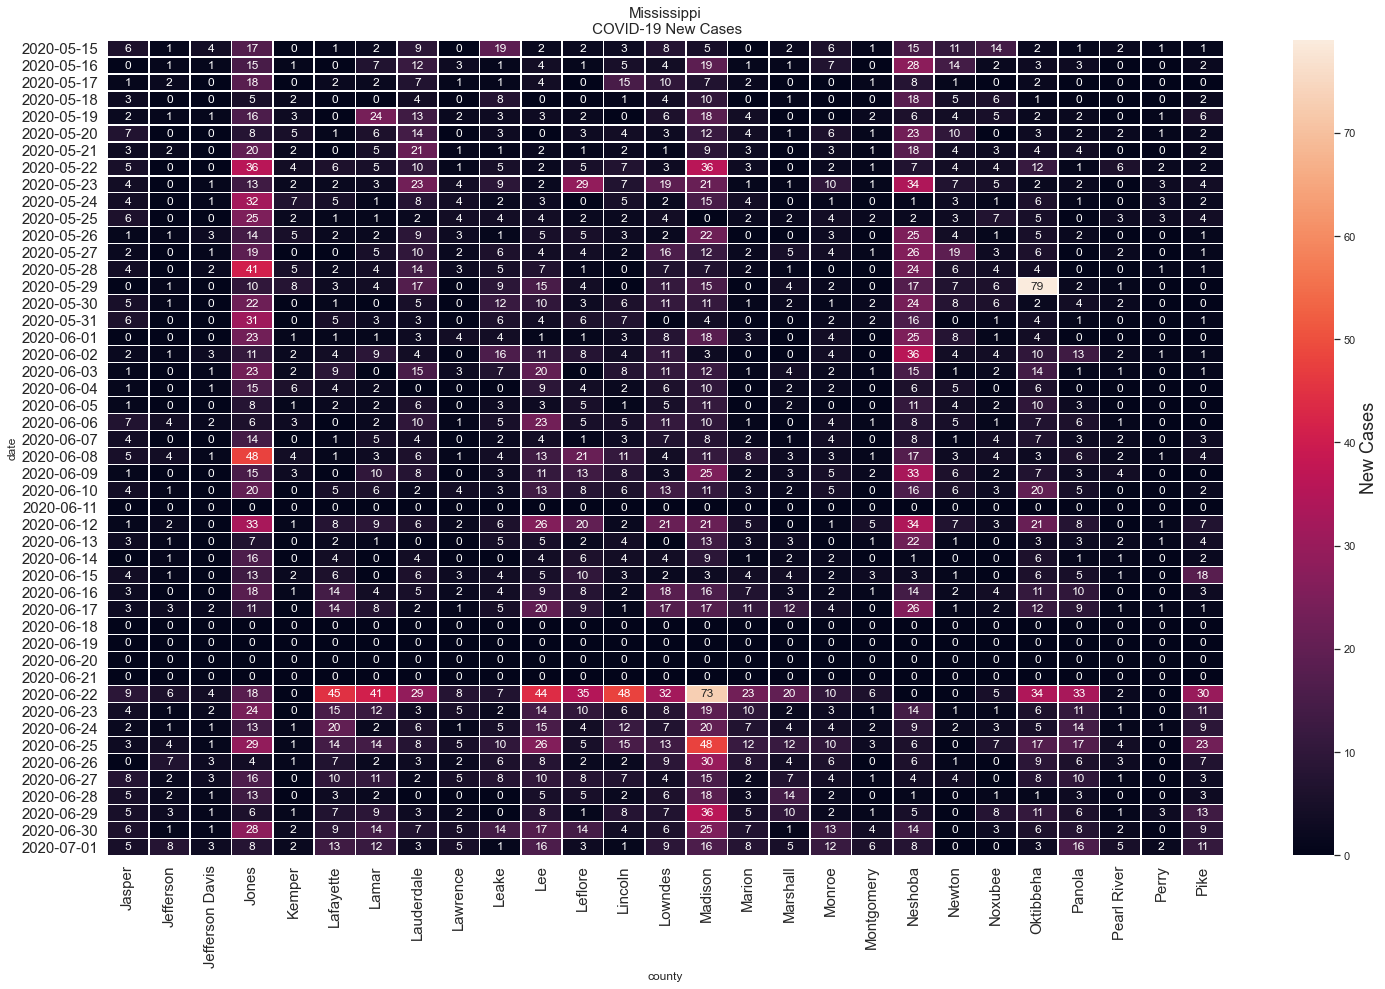 Mississippi
COVID-19 New Cases
2020-05-15 6 1 4 17 0 1 2 9 0 19 2 2 3 8 5 0 2 6 1 15 11 14 2 1 2 1 1
2020-05-16 0 1 1 15 1 0 7 12 3 1 4 1 5 4 19 1 1 7 0 28 14 2 3 3 0 0 2
2020-05-17 1 2 0 18 0 2 2 7 1 1 4 0 15 10 7 2 0 0 1 8 1 0 2 0 0 0 0
2020-05-18 3 0 0 5 2 0 0 4 0 8 0 0 1 4 10 0 1 0 0 18 5 6 1 0 0 0 2
2020-05-19 2 1 1 16 3 0 24 13 2 3 3 2 0 6 18 4 0 0 2 6 4 5 2 2 0 1 6
2020-05-20 7 0 0 8 5 1 6 14 0 3 0 3 4 3 12 4 1 6 1 23 10 0 3 2 2 1 2
2020-05-21 3 2 0 20 2 0 5 21 1 1 2 1 2 1 9 3 0 3 1 18 4 3 4 4 0 0 2
2020-05-22 5 0 0 36 4 6 5 10 1 5 2 5 7 3 36 3 0 2 1 7 4 4 12 1 6 2 2
2020-05-23 4 0 1 13 2 2 3 23 4 9 2 29 7 19 21 1 1 10 1 34 7 5 2 2 0 3 4
2020-05-24 4 0 1 32 7 5 1 8 4 2 3 0 5 2 15 4 0 1 0 1 3 1 6 1 0 3 2
2020-05-25 6 0 0 25 2 1 1 2 4 4 4 2 2 4 0 2 2 4 2 2 3 7 5 0 3 3 4
2020-05-26 1 1 3 14 5 2 2 9 3 1 5 5 3 2 22 0 0 3 0 25 4 1 5 2 0 0 1
2020-05-27 2 0 1 19 0 0 5 10 2 6 4 4 2 16 12 2 5 4 1 26 19 3 6 0 2 0 1
2020-05-28 4 0 2 41 5 2 4 14 3 5 7 1 0 7 7 2 1 0 0 24 6 4 4 0 0 1 1
2020-05-29 0 1 0 10 8 3 4 17 0 9 15 4 0 11 15 0 4 2 0 17 7 6 79 2 1 0 0
2020-05-30 5 1 0 22 0 1 0 5 0 12 10 3 6 11 11 1 2 1 2 24 8 6 2 4 2 0 0
2020-05-31 6 0 0 31 0 5 3 3 0 6 4 6 7 0 4 0 0 2 2 16 0 1 4 1 0 0 1
2020-06-01 0 0 0 23 1 1 1 3 4 4 1 1 3 8 18 3 0 4 0 25 8 1 4 0 0 0 0
2020-06-02 2 1 3 11 2 4 9 4 0 16 11 8 4 11 3 0 0 4 0 36 4 4 10 13 2 1 1
2020-06-03 1 0 1 23 2 9 0 15 3 7 20 0 8 11 12 1 4 2 1 15 1 2 14 1 1 0 1
2020-06-04 1 0 1 15 6 4 2 0 0 0 9 4 2 6 10 0 2 2 0 6 5 0 6 0 0 0 0
2020-06-05 1 0 0 8 1 2 2 6 0 3 3 5 1 5 11 0 2 0 0 11 4 2 10 3 0 0 0
2020-06-06 7 4 2 6 3 0 2 10 1 5 23 5 5 11 10 1 0 4 1 8 5 1 7 6 1 0 0
2020-06-07 4 0 0 14 0 1 5 4 0 2 4 1 3 7 8 2 1 4 0 8 1 4 7 3 2 0 3
2020-06-08 5 4 1 48 4 1 3 6 1 4 13 21 11 4 11 8 3 3 1 17 3 4 3 6 2 1 4
2020-06-09 1 0 0 15 3 0 10 8 0 3 11 13 8 3 25 2 3 5 2 33 6 2 7 3 4 0 0
2020-06-10 4 1 0 20 0 5 6 2 4 3 13 8 6 13 11 3 2 5 0 16 6 3 20 5 0 0 2
2020-06-11 0 0 0 0 0 0 0 0 0 0 0 0 0 0 0 0 0 0 0 0 0 0 0 0 0 0 0
2020-06-12 1 2 0 33 1 8 9 6 2 6 26 20 2 21 21 5 0 1 5 34 7 3 21 8 0 1 7
2020-06-13 3 1 0 7 0 2 1 0 0 5 5 2 4 0 13 3 3 0 1 22 1 0 3 3 2 1 4
2020-06-14 0 1 0 16 0 4 0 4 0 0 4 6 4 4 9 1 2 2 0 1 0 0 6 1 1 0 2
2020-06-15 4 1 0 13 2 6 0 6 3 4 5 10 3 2 3 4 4 2 3 3 1 0 6 5 1 0 18
2020-06-16 3 0 0 18 1 14 4 5 2 4 9 8 2 18 16 7 3 2 1 14 2 4 11 10 0 0 3
2020-06-17 3 3 2 11 0 14 8 2 1 5 20 9 1 17 17 11 12 4 0 26 1 2 12 9 1 1 1
2020-06-18 0 0 0 0 0 0 0 0 0 0 0 0 0 0 0 0 0 0 0 0 0 0 0 0 0 0 0
2020-06-19 0 0 0 0 0 0 0 0 0 0 0 0 0 0 0 0 0 0 0 0 0 0 0 0 0 0 0
2020-06-20 0 0 0 0 0 0 0 0 0 0 0 0 0 0 0 0 0 0 0 0 0 0 0 0 0 0 0
2020-06-21 0 0 0 0 0 0 0 0 0 0 0 0 0 0 0 0 0 0 0 0 0 0 0 0 0 0 0
2020-06-22 9 6 4 18 0 45 41 29 8 7 44 35 48 32 73 23 20 10 6 0 0 5 34 33 2 0 30
2020-06-23 4 1 2 24 0 15 12 3 5 2 14 10 6 8 19 10 2 3 1 14 1 1 6 11 1 0 11
2020-06-24 2 1 1 13 1 20 2 6 1 5 15 4 12 7 20 7 4 4 2 9 2 3 5 14 1 1 9
2020-06-25 3 4 1 29 1 14 14 8 5 10 26 5 15 13 48 12 12 10 3 6 0 7 17 17 4 0 23
2020-06-26 0 7 3 4 1 7 2 3 2 6 8 2 2 9 30 8 4 6 0 6 1 0 9 6 3 0 7
2020-06-27 8 2 3 16 0 10 11 2 5 8 10 8 7 4 15 2 7 4 1 4 4 0 8 10 1 0 3
2020-06-28 5 2 1 13 0 3 2 0 0 0 5 5 2 6 18 3 14 2 0 1 0 1 1 3 0 0 3
2020-06-29 5 3 1 6 1 7 9 3 2 0 8 1 8 7 36 5 10 2 1 5 0 8 11 6 1 3 13
2020-06-30 6 1 1 28 2 9 14 7 5 14 17 14 4 6 25 7 1 13 4 14 0 3 6 8 2 0 9
2020-07-01 5 8 3 8 2 13 12 3 5 1 16 3 1 9 16 8 5 12 6 8 0 0 3 16 5 2 11
date
Jasper
Jefferson
Jefferson Davis
Jones
Kemper
Lafayette
Lamar
Lauderdale
Lawrence
Leake
Lee
Leflore
Lincoln
Lowndes
Madison
Marion
Marshall
Monroe
Montgomery
Neshoba
Newton
Noxubee
Oktibbeha
Panola
Pearl River
Perry
Pike
county
70
60
50
40
30
20
10
0
New Cases